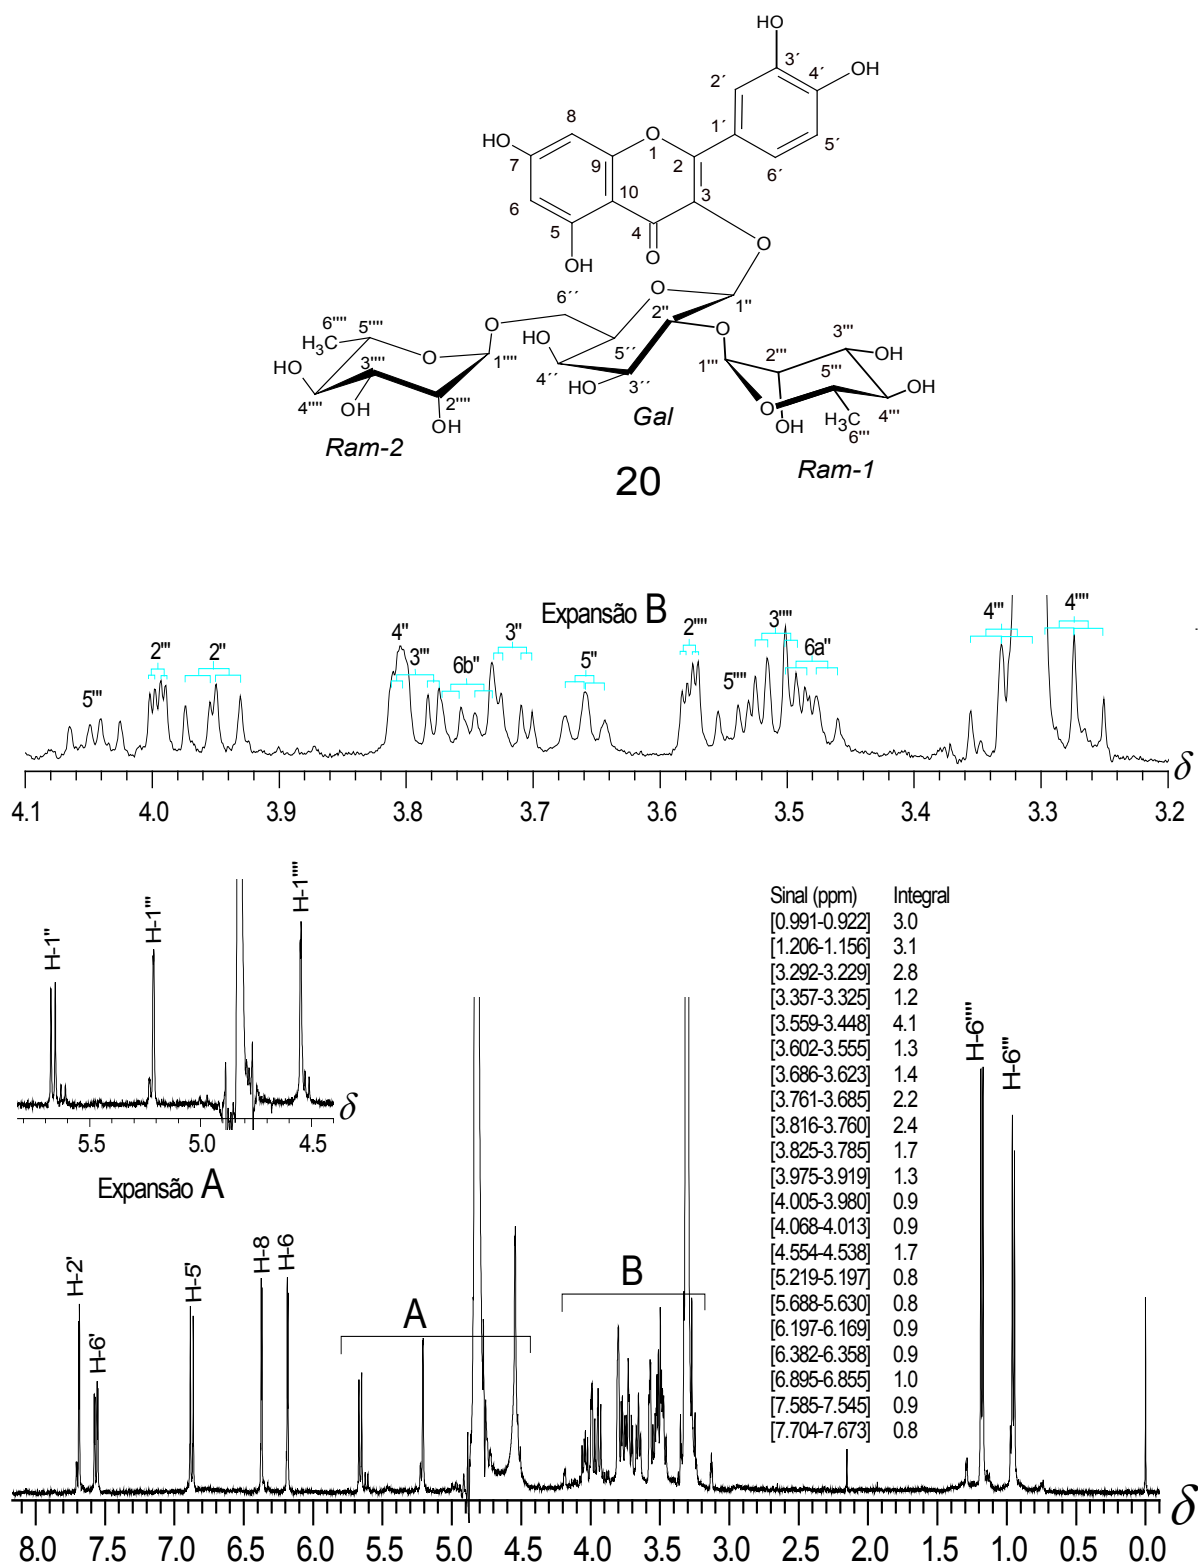 HO
3´
4´
OH
2´
1´
5´
6´
8
HO
7
9
O
1
2
10
3
6
5
4
O
OH
O
6´´
O
1"
2"
O
HO
5´´
4´´
HO
3´´
Gal
6''''
H3C
5''''
O
O
1''''
HO
3''''
4''''
OH
2''''
OH
Ram-2
3'''
OH
2'''
1'''
5'''
OH
4'''
O
H3C
6'''
OH
Ram-1
20
Expansão B
5''' 2''' 2" 4" 3''' 6b" 3" 5" 2'''' 5'''' 3'''' 6a" 4''' 4''''
4.1 4.0 3.9 3.8 3.7 3.6 3.5 3.4 3.3 3.2 δ
H-1" H-1''' H-1''''
5.5 5.0 4.5 δ
Expansão A
Sinal (ppm) Integral
[0.991-0.922] 3.0
[1.206-1.156] 3.1
[3.292-3.229] 2.8
[3.357-3.325] 1.2
[3.559-3.448] 4.1
[3.602-3.555] 1.3
[3.686-3.623] 1.4
[3.761-3.685] 2.2
[3.816-3.760] 2.4
[3.825-3.785] 1.7
[3.975-3.919] 1.3
[4.005-3.980] 0.9
[4.068-4.013] 0.9
[4.554-4.538] 1.7
[5.219-5.197] 0.8
[5.688-5.630] 0.8
[6.197-6.169] 0.9
[6.382-6.358] 0.9
[6.895-6.855] 1.0
[7.585-7.545] 0.9
[7.704-7.673] 0.8
H-2' H-6' H-5' H-8 H-6 A B H-6'''' H-6'''
8.0 7.5 7.0 6.5 6.0 5.5 5.0 4.5 4.0 3.5 3.0 2.5 2.0 1.5 1.0 0.5 0.0 δ